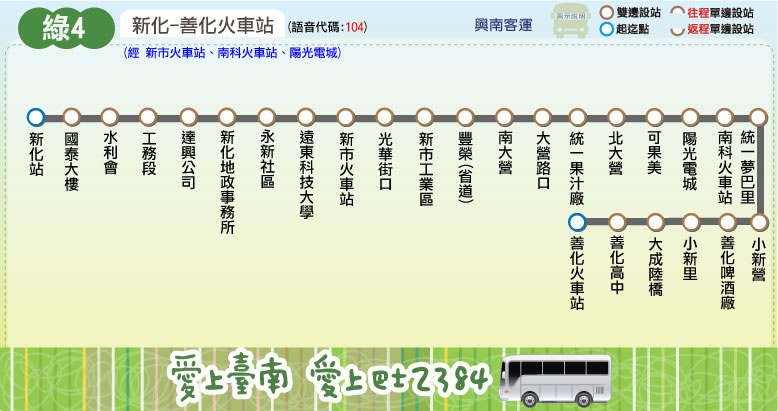 綠4
新化-善化火車站 (語音代碼:104)
(經 新市火車站、南科火車站、陽光電城)
興南客運
圖示說明
雙邊設站
往程單邊設站
起迄點
返程單邊設站
新化站
國泰大樓
水利會
工務段
達興公司
新化地政事務所
永新社區
遠東科技大學
新市火車站
光華街口
新市工業區
豐榮(省道)
南大營
大營路口
統一果汁廠
北大營
可果美
陽光電城
南科火車站
統一夢巴里
小新營
善化啤酒廠
小新里
大成陸橋
善化高中
善化火車站
愛上臺南 愛上巴士2384